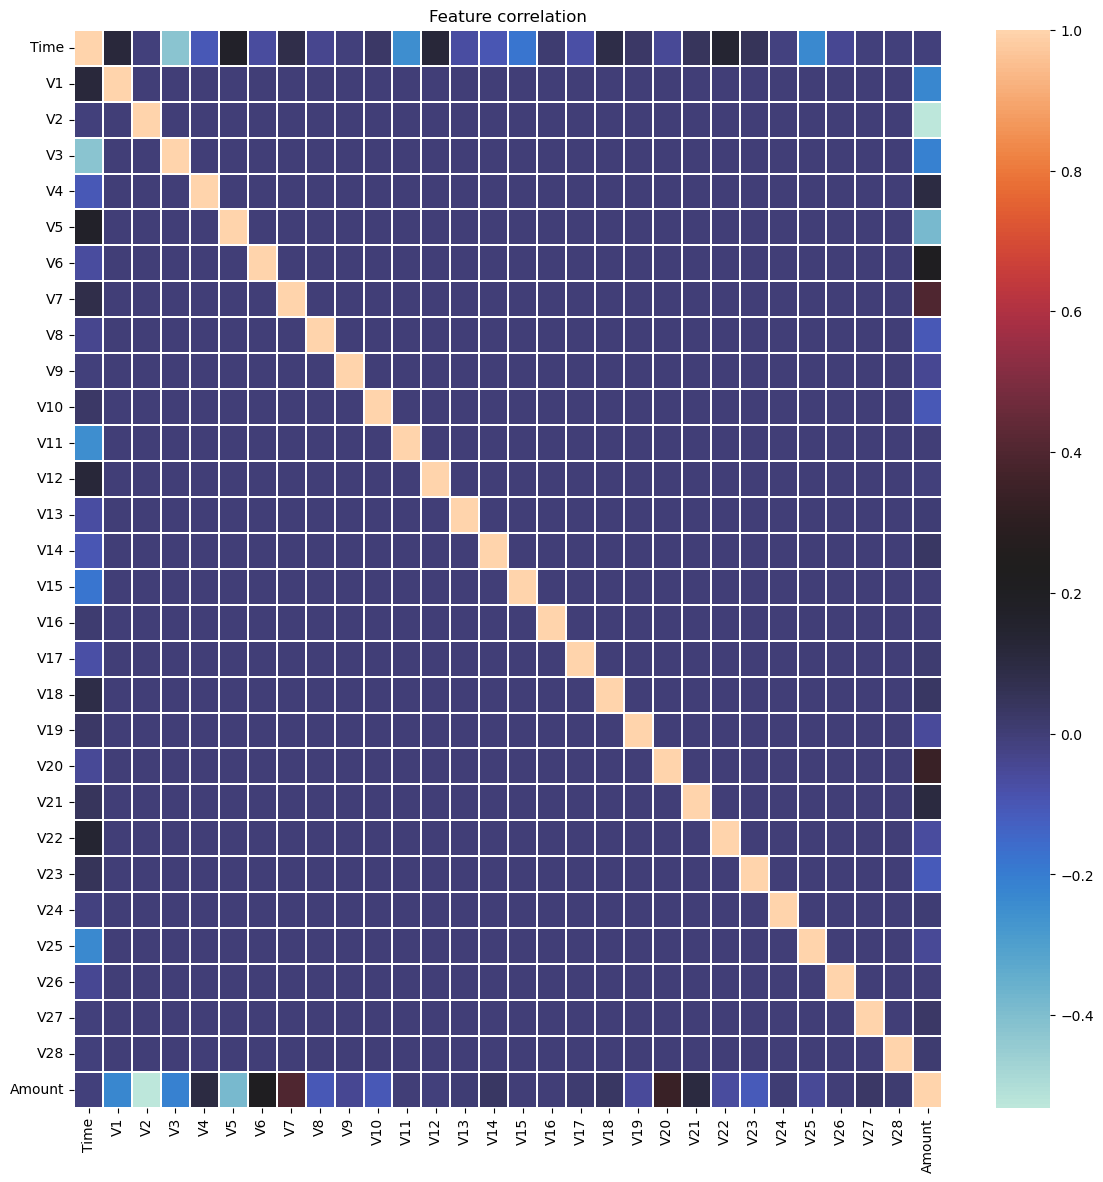 Feature correlation
Time
V1
V2
V3
V4
V5
V6
V7
V8
V9
V10
V11
V12
V13
V14
V15
V16
V17
V18
V19
V20
V21
V22
V23
V24
V25
V26
V27
V28
Amount
Time V1 V2 V3 V4 V5 V6 V7 V8 V9 V10 V11 V12 V13 V14 V15 V16 V17 V18 V19 V20 V21 V22 V23 V24 V25 V26 V27 V28 Amount
1.0
0.8
0.6
0.4
0.2
0.0
−0.2
−0.4